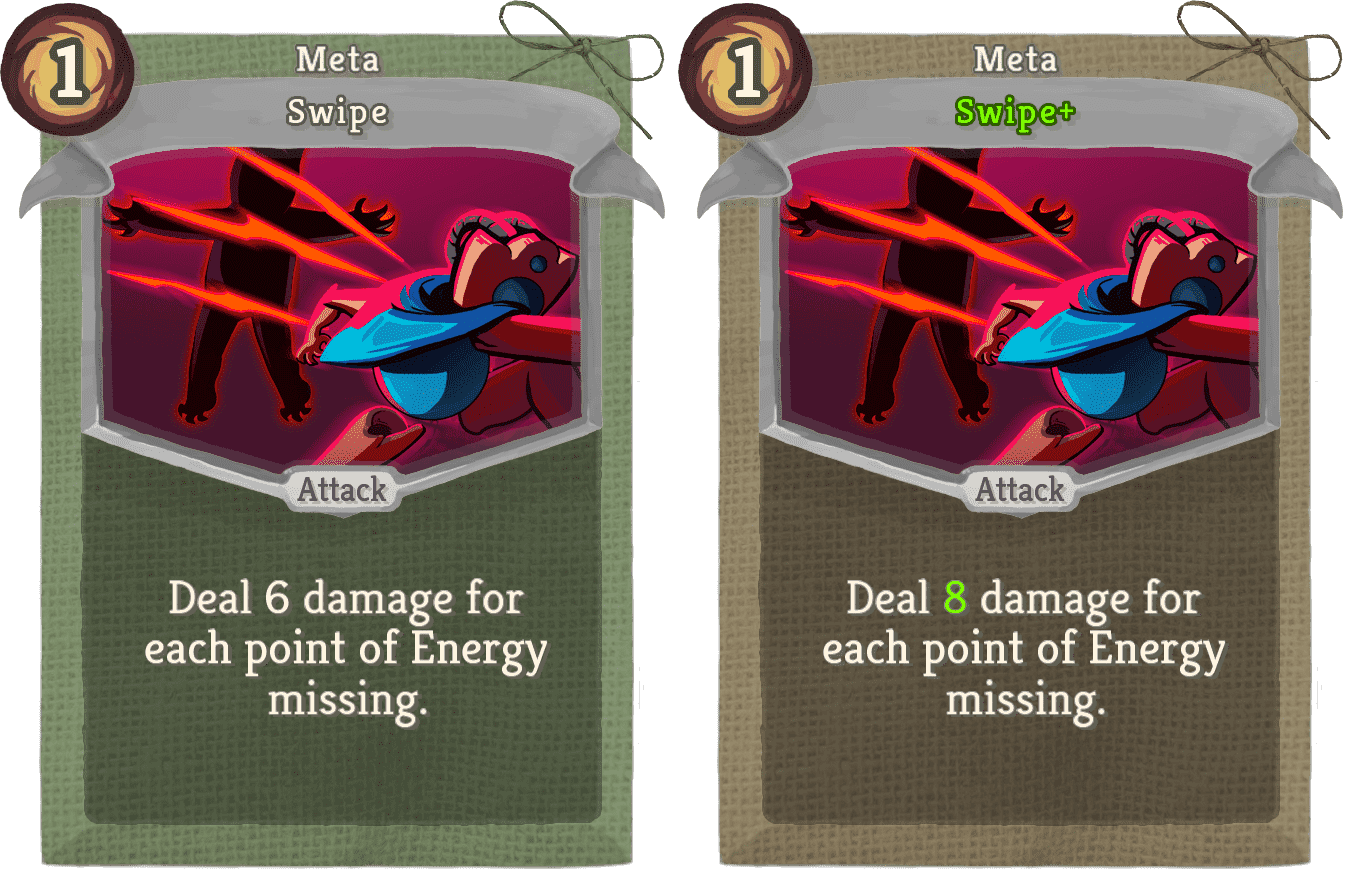 1
Meta
Swipe
Attack
Deal 6 damage for
each point of Energy
missing.
1
Meta
Swipe+
Attack
Deal 8 damage for
each point of Energy
missing.